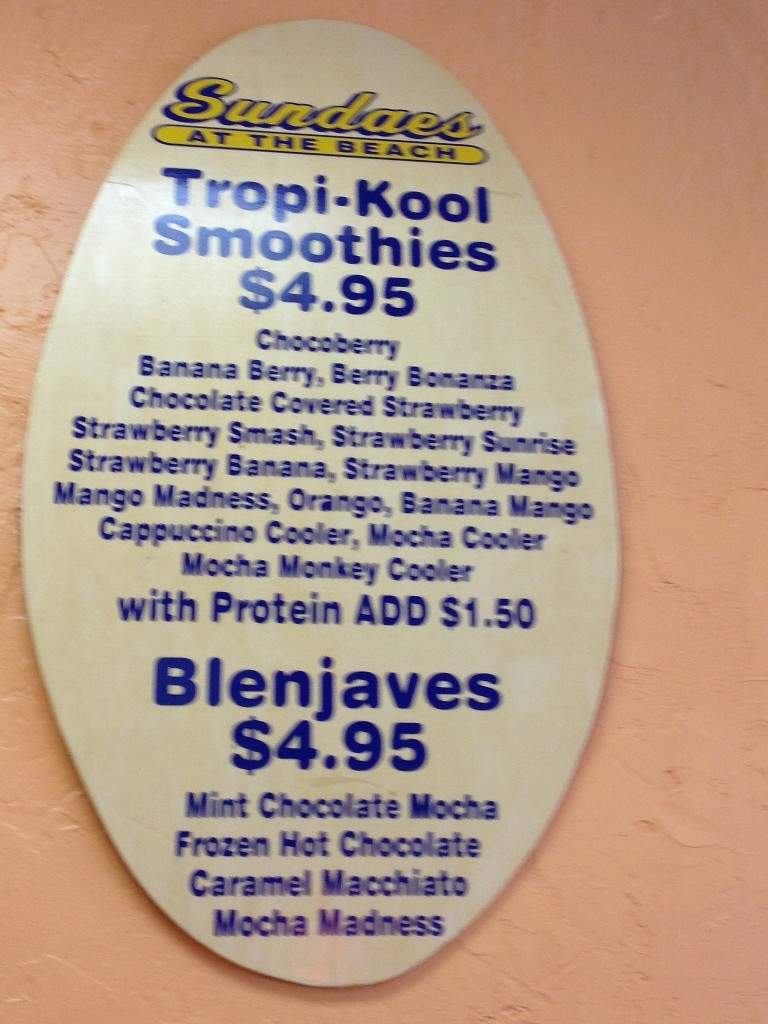 Sundaes
AT THE BEACH
Tropi-Kool
Smoothies
$4.95
Chocoberry
Banana Berry, Berry Bonanza
Chocolate Covered Strawberry
Strawberry Smash, Strawberry Sunrise
Strawberry Banana, Strawberry Mango
Mango Madness, Orango, Banana Mango
Cappuccino Cooler, Mocha Cooler
Mocha Monkey Cooler
with Protein ADD $1.50
Blenjaves
$4.95
Mint Chocolate Mocha
Frozen Hot Chocolate
Caramel Macchiato
Mocha Madness